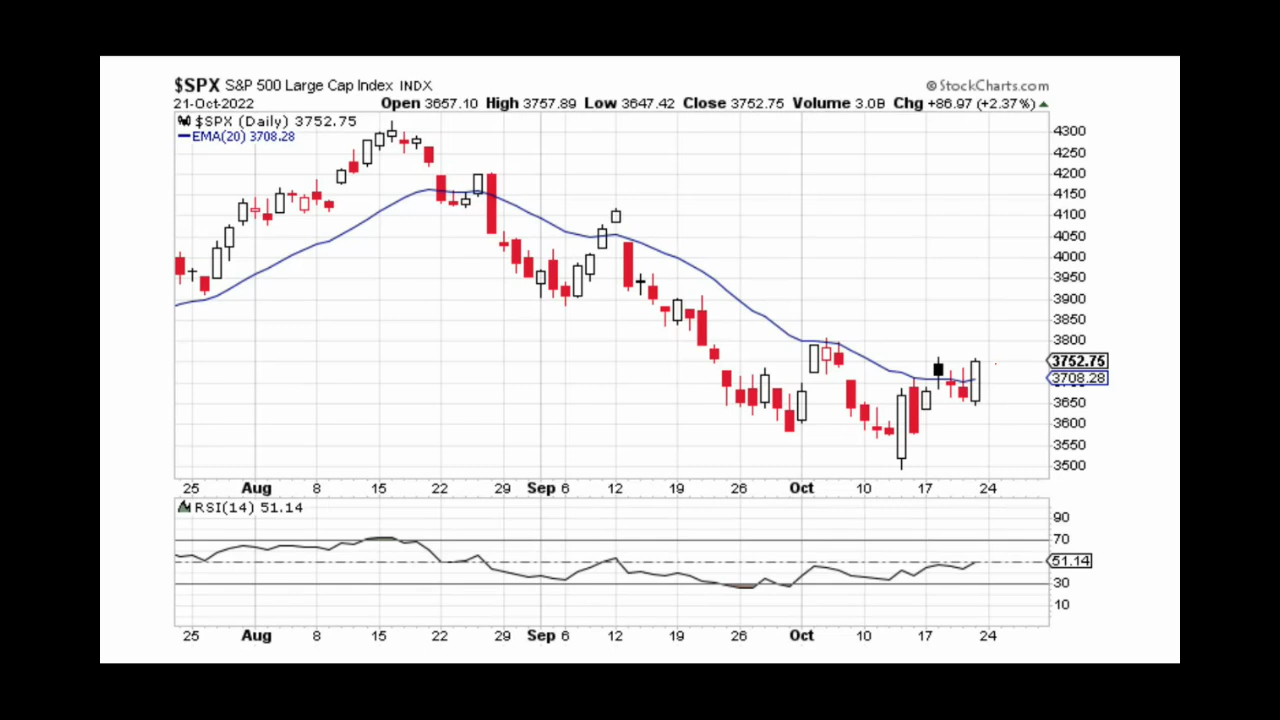 $SPX S&P 500 Large Cap Index INDX
© StockCharts.com
21-Oct-2022 Open 3657.10 High 3757.89 Low 3647.42 Close 3752.75 Volume 3.0B Chg +86.97 (+2.37%)
$SPX (Daily) 3752.75
EMA(20) 3708.28
4300
4250
4200
4150
4100
4050
4000
3950
3900
3850
3800
3752.75
3708.28
3650
3600
3550
3500
25 Aug 8 15 22 29 Sep 6 12 19 26 Oct 10 17 24
RSI(14) 51.14
90
70
51.14
30
10
25 Aug 8 15 22 29 Sep 6 12 19 26 Oct 10 17 24